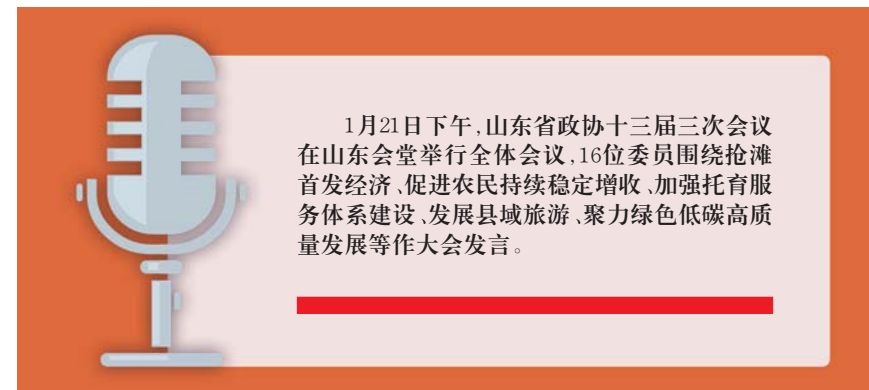 1月21日下午,山东省政协十三届三次会议
在山东会堂举行全体会议,16位委员围绕抢滩
首发经济、促进农民持续稳定增收、加强托育服
务体系建设、发展县域旅游、聚力绿色低碳高质
量发展等作大会发言。